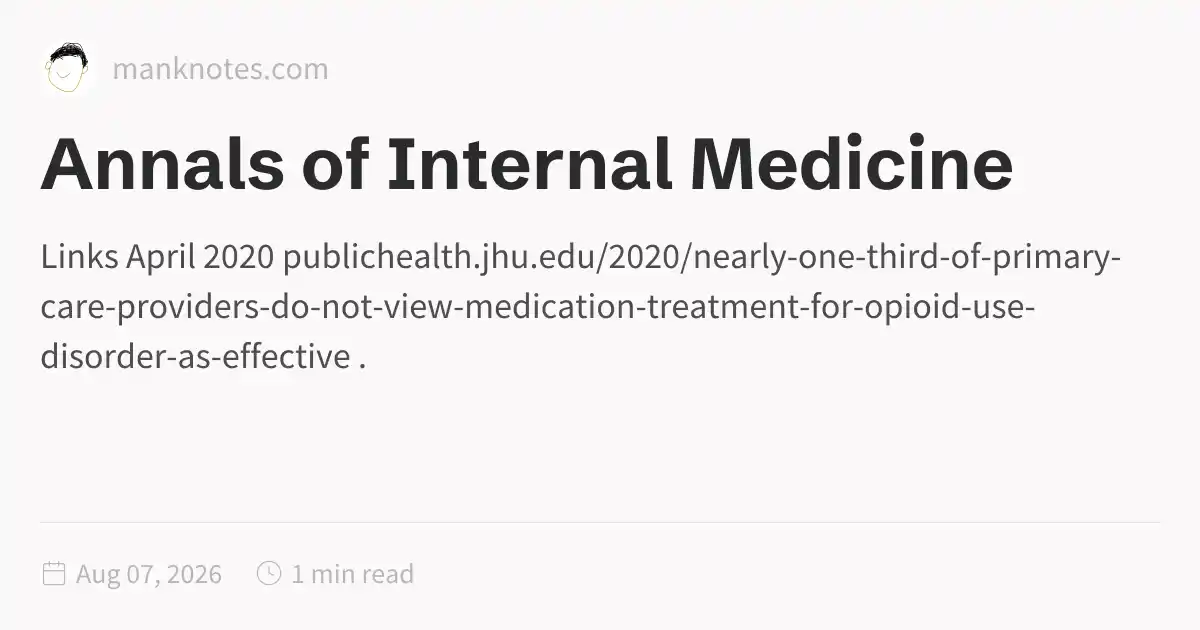 manknotes.com
Annals of Internal Medicine
Links April 2020 publichealth.jhu.edu/2020/nearly-one-third-of-primary-
care-providers-do-not-view-medication-treatment-for-opioid-use-
disorder-as-effective .
Aug 07, 2026 1 min read